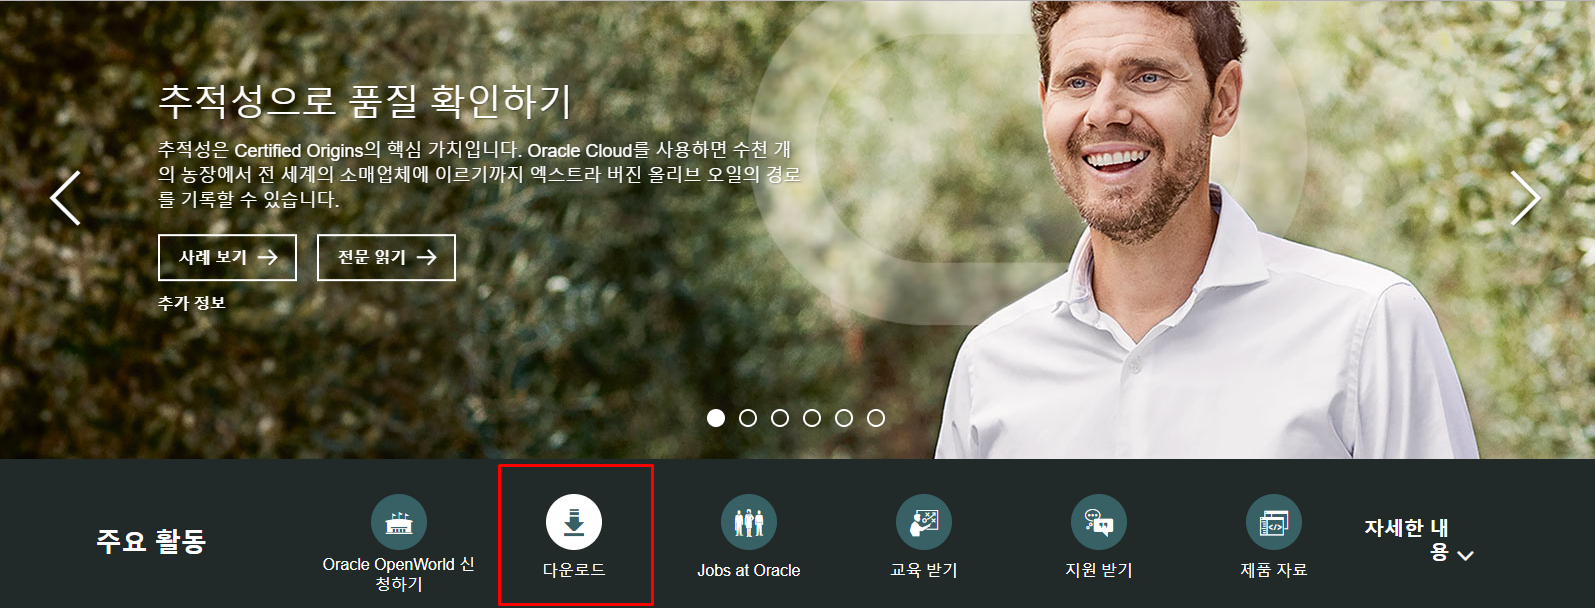 추적성으로 품질 확인하기
추적성은 Certified Origins의 핵심 가치입니다. Oracle Cloud를 사용하면 수천 개
의 농장에서 전 세계의 소매업체에 이르기까지 엑스트라 버진 올리브 오일의 경로
를 기록할 수 있습니다.
사례 보기 →
전문 읽기 →
추가 정보
주요 활동
Oracle OpenWorld 신
청하기
다운로드
Jobs at Oracle
교육 받기
지원 받기
제품 자료
자세한 내
용